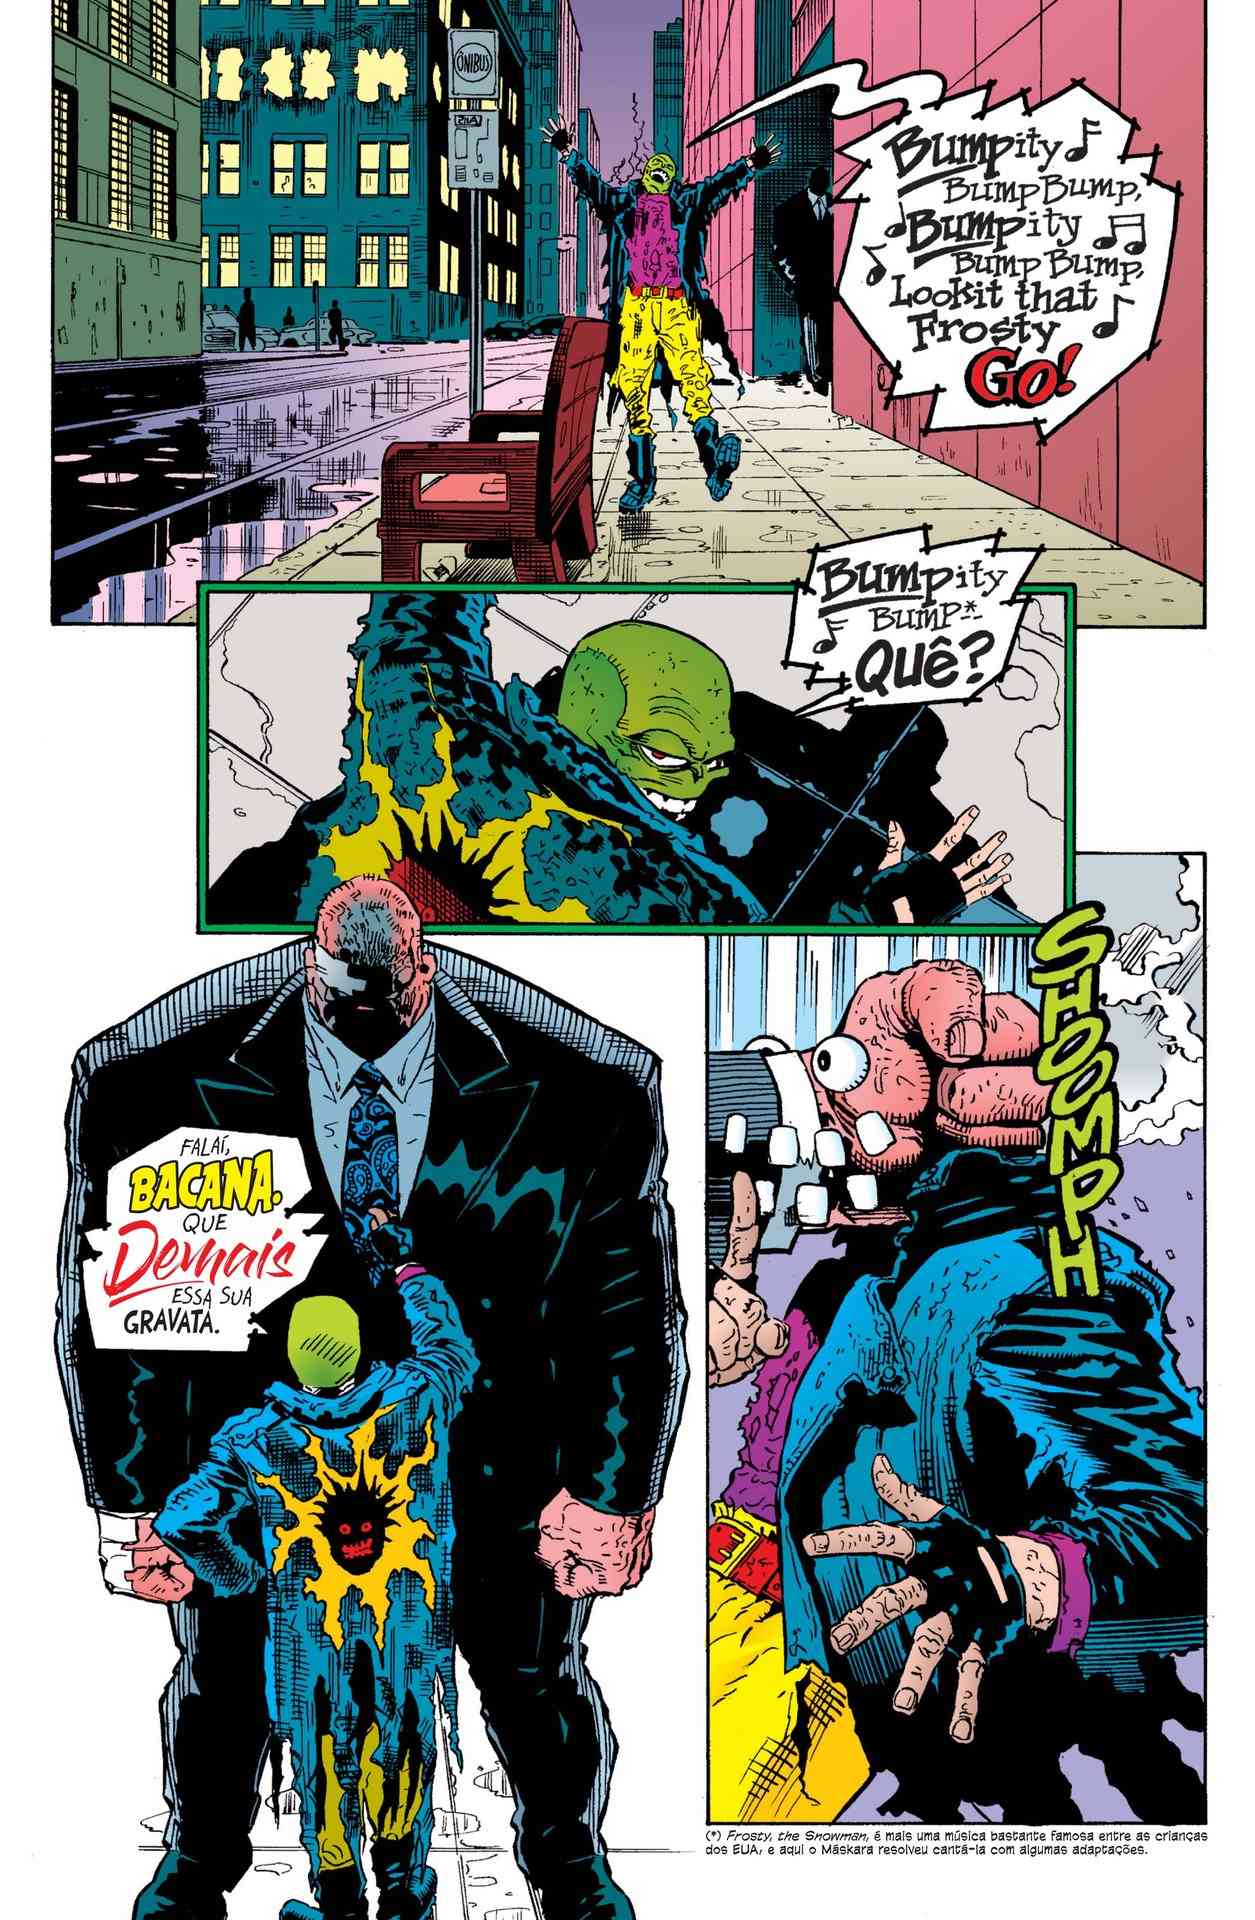 ÔNIBUS
Bumpity
Bump Bump,
Bumpity
Bump Bump,
Lookit that
Frosty
Go!
Bumpity
Bump*--
Quê?
FALAÍ,
BACANA.
QUE
Demais
ESSA SUA
GRAVATA.
SHOOMPH
(*) Frosty, the Snowman, é mais uma música bastante famosa entre as crianças
dos EUA, e aqui o Máskara resolveu cantá-la com algumas adaptações.